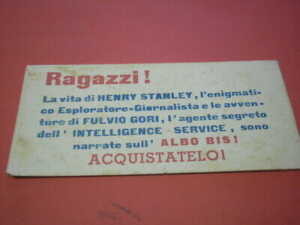 Ragazzi!
La vita di HENRY STANLEY, l'enigmati-
co Esploratore-Giornalista e le avven-
ture di FULVIO GORI, l'agente segreto
dell' INTELLIGENCE - SERVICE, sono
narrate sull' ALBO BIS!
ACQUISTATELO!